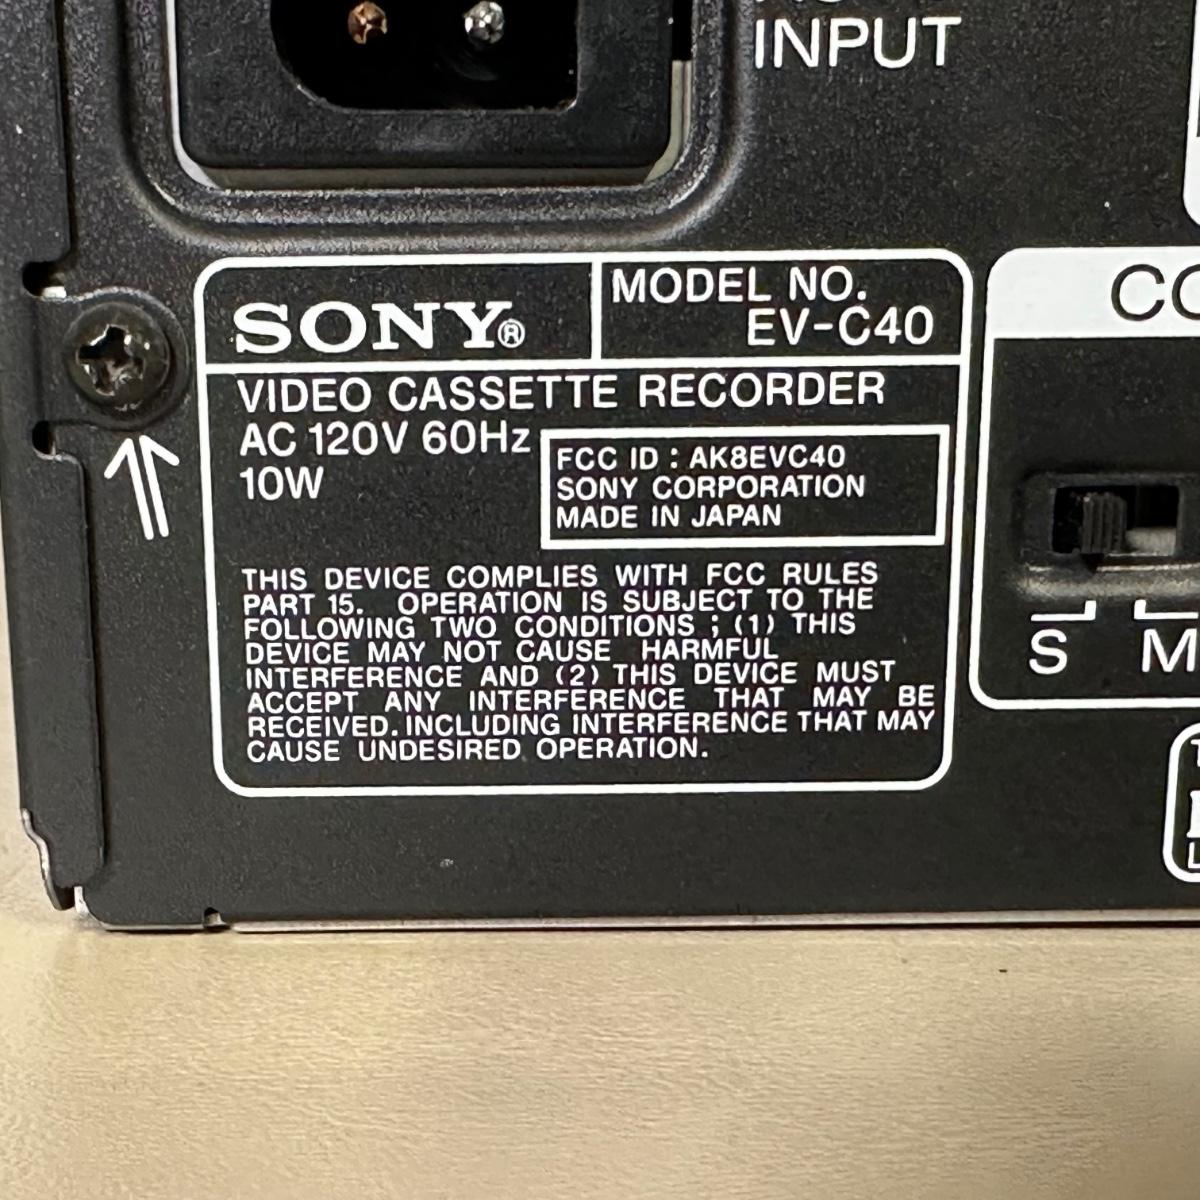 INPUT
SONY®
MODEL NO.
EV-C40
VIDEO CASSETTE RECORDER
AC 120V 60Hz
10W
FCC ID : AK8EVC40
SONY CORPORATION
MADE IN JAPAN
THIS DEVICE COMPLIES WITH FCC RULES
PART 15. OPERATION IS SUBJECT TO THE
FOLLOWING TWO CONDITIONS ; (1) THIS
DEVICE MAY NOT CAUSE HARMFUL
INTERFERENCE AND (2) THIS DEVICE MUST
ACCEPT ANY INTERFERENCE THAT MAY BE
RECEIVED. INCLUDING INTERFERENCE THAT MAY
CAUSE UNDESIRED OPERATION.
S M